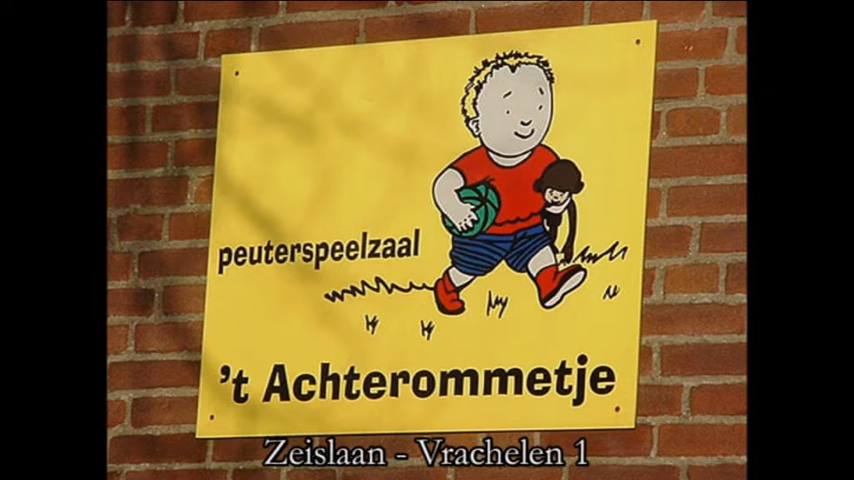 peuterspeelzaal
't Achterommetje
Zeislaan - Vrachelen 1